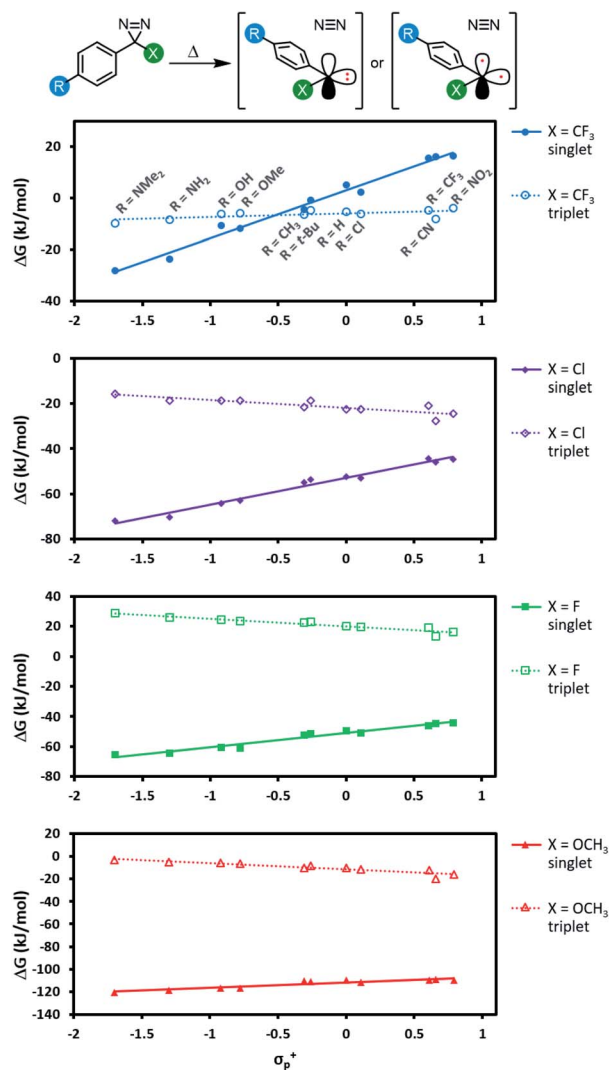 N=N
X
R
Δ
N≡N
R
X
or
N≡N
R
X
ΔG (kJ/mol)
20
0
-20
-40
R = NMe₂
R = NH₂
R = OH
R = OMe
R = CH₃
R = t-Bu
R = H
R = Cl
R = CF₃
R = CN
R = NO₂
-2 -1.5 -1 -0.5 0 0.5 1
X = CF₃
singlet
X = CF₃
triplet
ΔG (kJ/mol)
0
-20
-40
-60
-80
-2 -1.5 -1 -0.5 0 0.5 1
X = Cl
singlet
X = Cl
triplet
ΔG (kJ/mol)
40
20
0
-20
-40
-60
-80
-2 -1.5 -1 -0.5 0 0.5 1
X = F
singlet
X = F
triplet
ΔG (kJ/mol)
20
0
-20
-40
-60
-80
-100
-120
-140
-2 -1.5 -1 -0.5 0 0.5 1
X = OCH₃
singlet
X = OCH₃
triplet
σₚ⁺